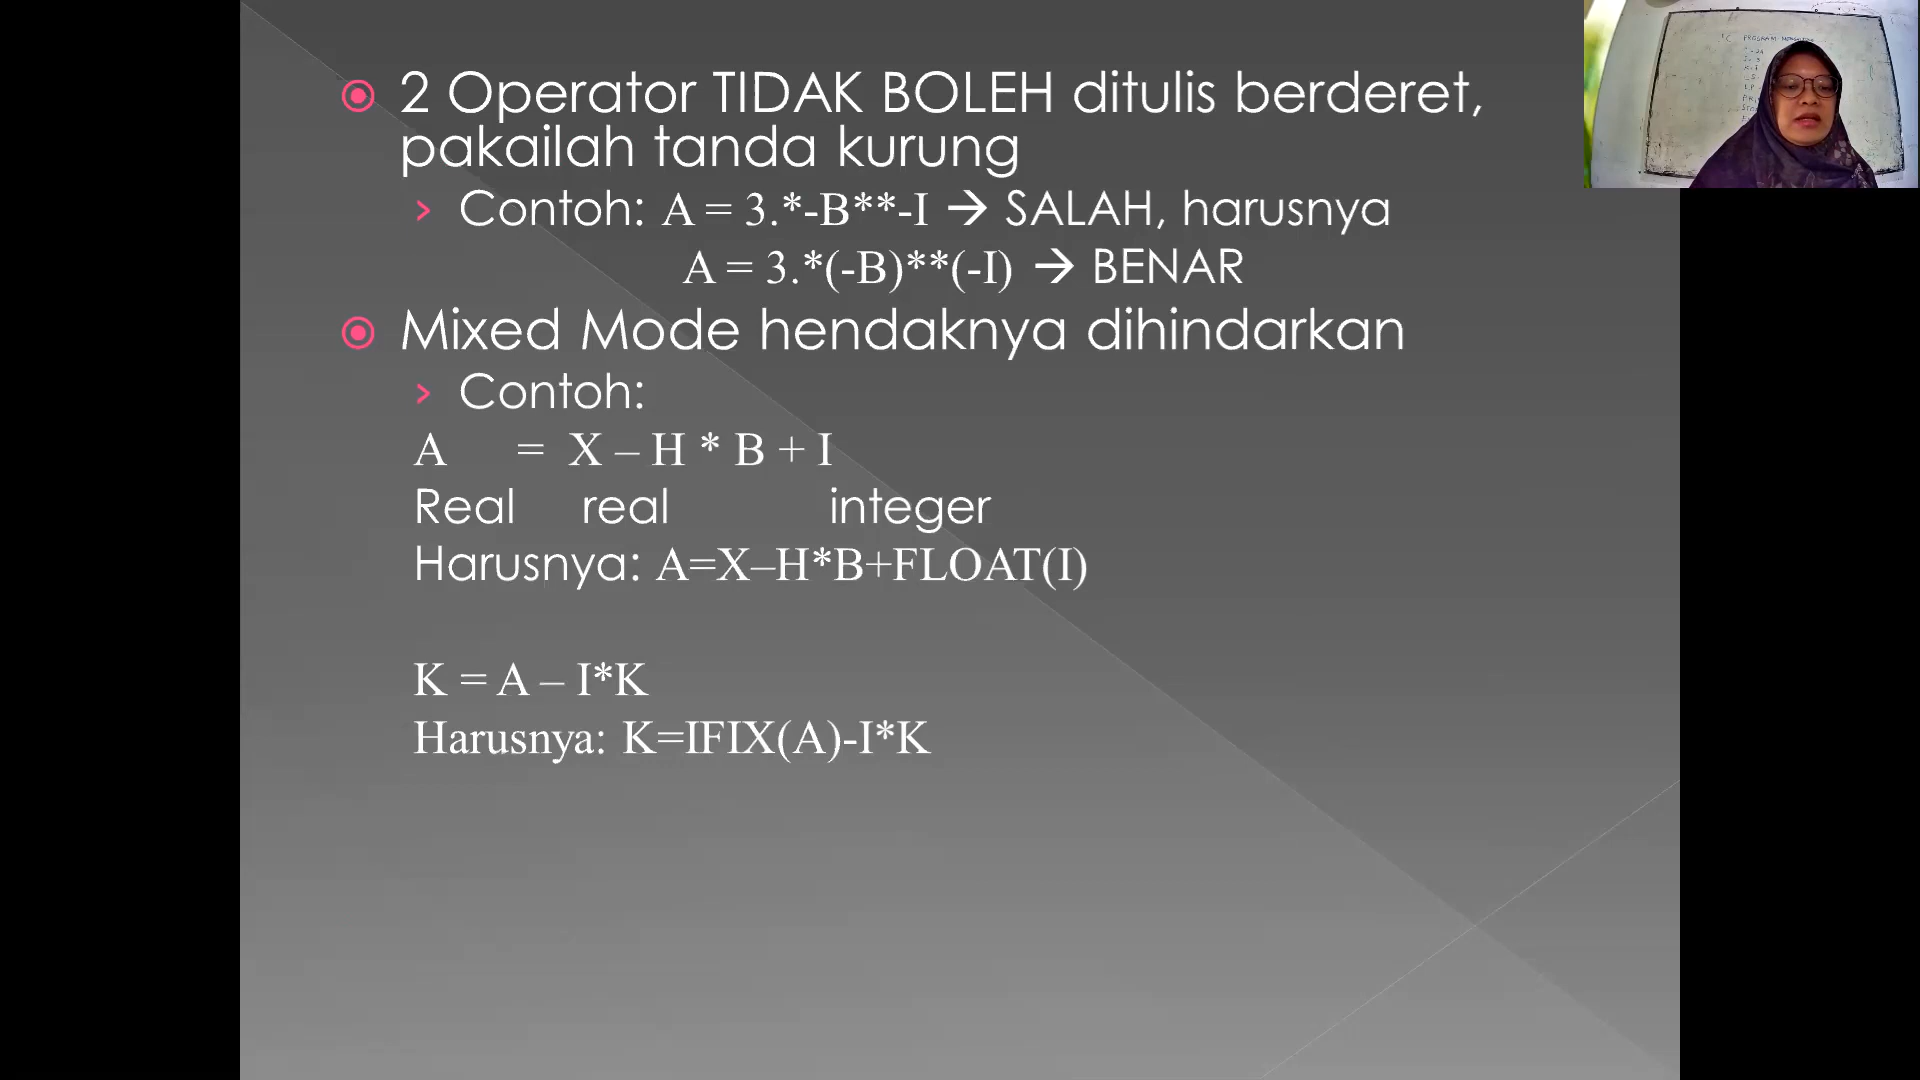 2 Operator TIDAK BOLEH ditulis berderet,
pakailah tanda kurung
Contoh: A = 3.*-B**-I → SALAH, harusnya
A = 3.*(-B)**(-I) → BENAR
Mixed Mode hendaknya dihindarkan
Contoh:
A = X – H * B + I
Real real integer
Harusnya: A=X–H*B+FLOAT(I)
K = A – I*K
Harusnya: K=IFIX(A)-I*K
PROGRAM